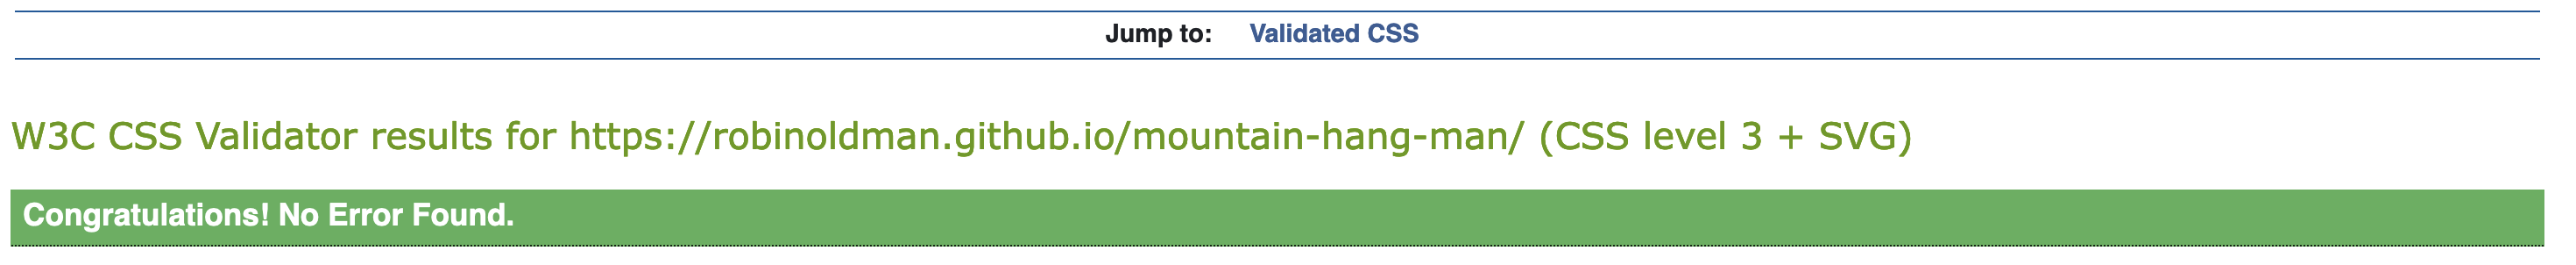 Jump to: Validated CSS
W3C CSS Validator results for https://robinoldman.github.io/mountain-hang-man/ (CSS level 3 + SVG)
Congratulations! No Error Found.